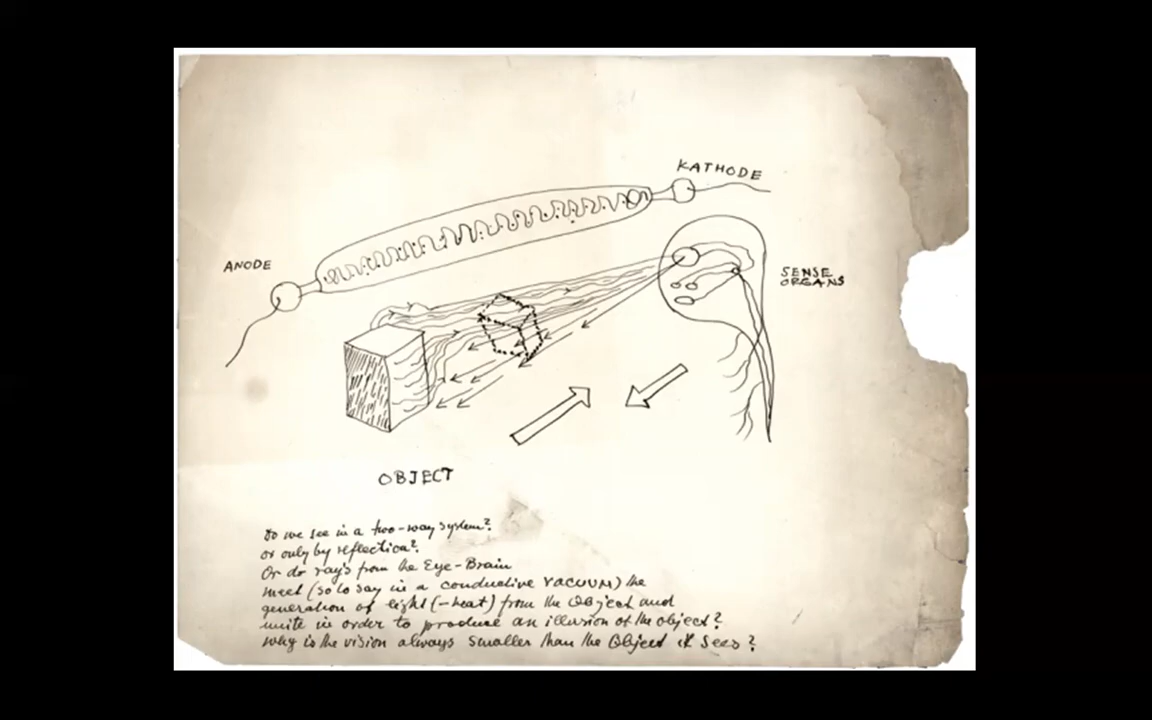 KATHODE
ANODE
SENSE
ORGANS
OBJECT
Do we see in a two-way system?
or only by reflection?
Or do rays from the Eye-Brain
meet (so to say in a conductive VACUUM) the
generation of light (-heat) from the Object and
unite in order to produce an illusion of the object?
Why is the vision always smaller than the Object it sees?